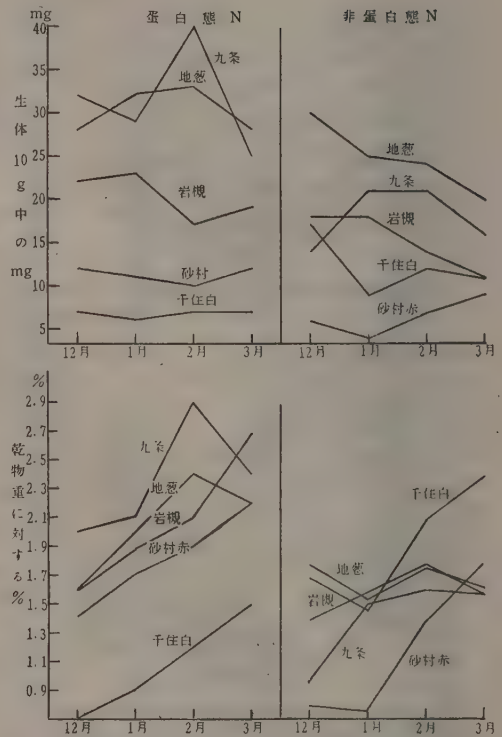 mg 蛋白態N 非蛋白態N
40
35
30
25
20
15
10
5
生体10g中のmg
九条
地葱
岩槻
砂村
千住白
12月 1月 2月 3月
地葱
九条
岩槻
千住白
砂村赤
12月 1月 2月 3月
%
2.9
2.7
2.5
2.3
2.1
1.9
1.7
1.5
1.3
1.1
0.9
乾物重に対する%
九条
地葱
岩槻
砂村赤
千住白
12月 1月 2月 3月
千住白
地葱
岩槻
九条
砂村赤
12月 1月 2月 3月